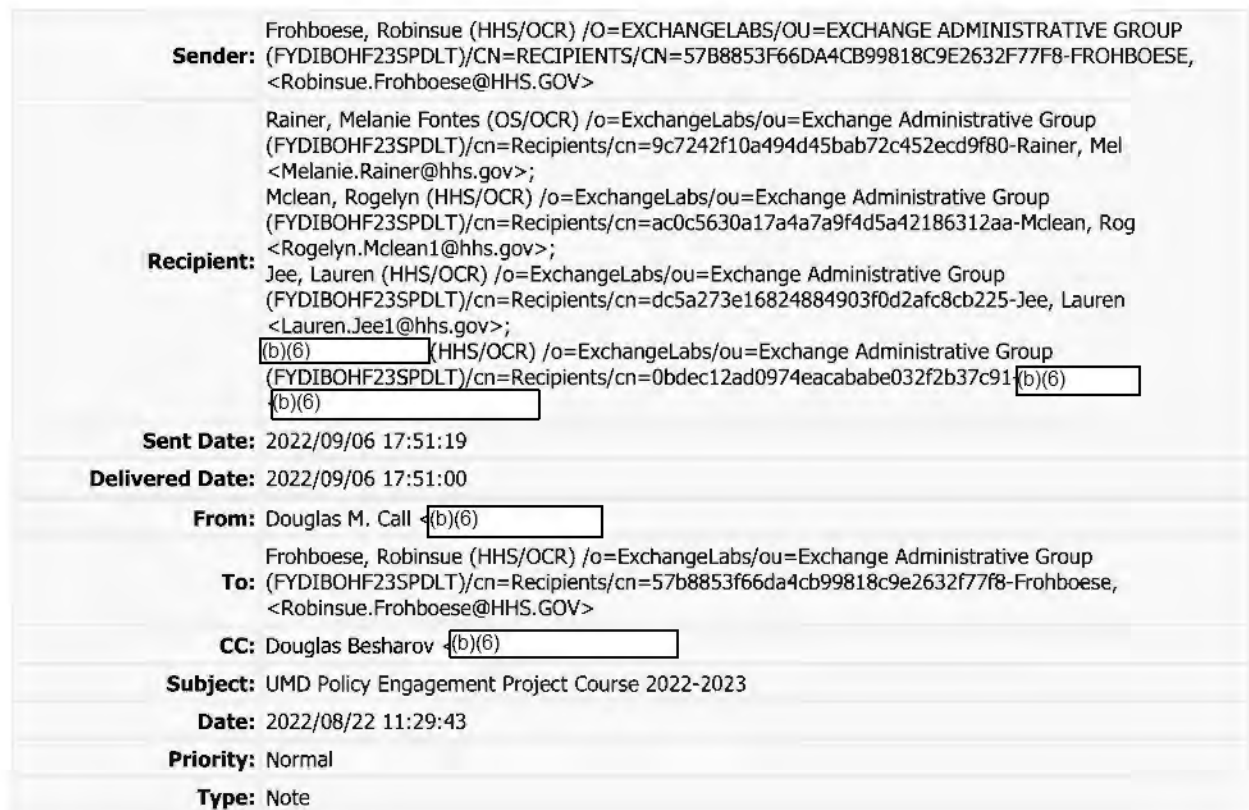 Sender: Frohboese, Robinsue (HHS/OCR) /O=EXCHANGELABS/OU=EXCHANGE ADMINISTRATIVE GROUP
(FYDIBOHF23SPDLT)/CN=RECIPIENTS/CN=57B8853F66DA4CB99818C9E2632F77F8-FROHBOESE,
<Robinsue.Frohboese@HHS.GOV>
Recipient: Rainer, Melanie Fontes (OS/OCR) /o=ExchangeLabs/ou=Exchange Administrative Group
(FYDIBOHF23SPDLT)/cn=Recipients/cn=9c7242f10a494d45bab72c452ecd9f80-Rainer, Mel
<Melanie.Rainer@hhs.gov>;
Mclean, Rogelyn (HHS/OCR) /o=ExchangeLabs/ou=Exchange Administrative Group
(FYDIBOHF23SPDLT)/cn=Recipients/cn=ac0c5630a17a4a7a9f4d5a42186312aa-Mclean, Rog
<Rogelyn.Mclean1@hhs.gov>;
Jee, Lauren (HHS/OCR) /o=ExchangeLabs/ou=Exchange Administrative Group
(FYDIBOHF23SPDLT)/cn=Recipients/cn=dc5a273e16824884903f0d2afc8cb225-Jee, Lauren
<Lauren.Jee1@hhs.gov>;
(b)(6) (HHS/OCR) /o=ExchangeLabs/ou=Exchange Administrative Group
(FYDIBOHF23SPDLT)/cn=Recipients/cn=0bdec12ad0974eacababe032f2b37c91-(b)(6)
(b)(6)
Sent Date: 2022/09/06 17:51:19
Delivered Date: 2022/09/06 17:51:00
From: Douglas M. Call <(b)(6)
To: Frohboese, Robinsue (HHS/OCR) /o=ExchangeLabs/ou=Exchange Administrative Group
(FYDIBOHF23SPDLT)/cn=Recipients/cn=57b8853f66da4cb99818c9e2632f77f8-Frohboese,
<Robinsue.Frohboese@HHS.GOV>
CC: Douglas Besharov <(b)(6)
Subject: UMD Policy Engagement Project Course 2022-2023
Date: 2022/08/22 11:29:43
Priority: Normal
Type: Note